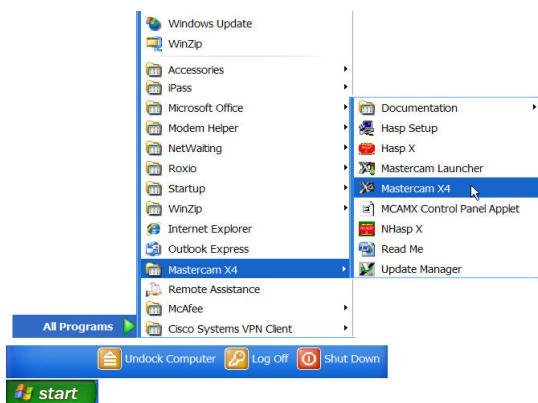 Windows Update
WinZip
Accessories
iPass
Microsoft Office
Modem Helper
NetWaiting
Roxio
Startup
WinZip
Internet Explorer
Outlook Express
Mastercam X4
Remote Assistance
McAfee
Cisco Systems VPN Client
Documentation
Hasp Setup
Hasp X
Mastercam Launcher
Mastercam X4
MCAMX Control Panel Applet
NHasp X
Read Me
Update Manager
All Programs
Undock Computer Log Off Shut Down
start